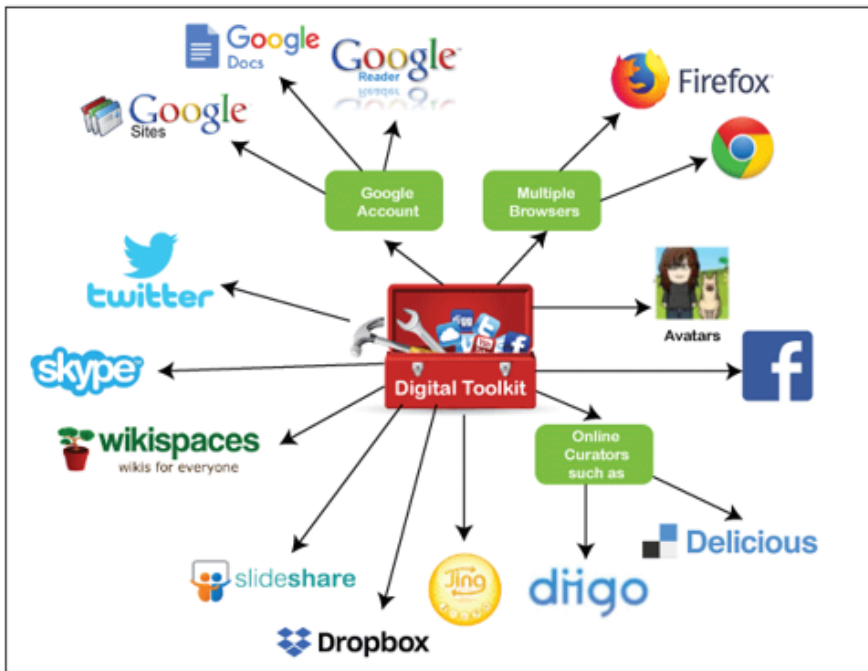 Google
Docs
Google
Reader
Google
Sites
Firefox
Google
Account
Multiple
Browsers
twitter
Avatars
skype
Digital Toolkit
wikispaces
wikis for everyone
Online
Curators
such as
Delicious
slideshare
Jing
diigo
Dropbox